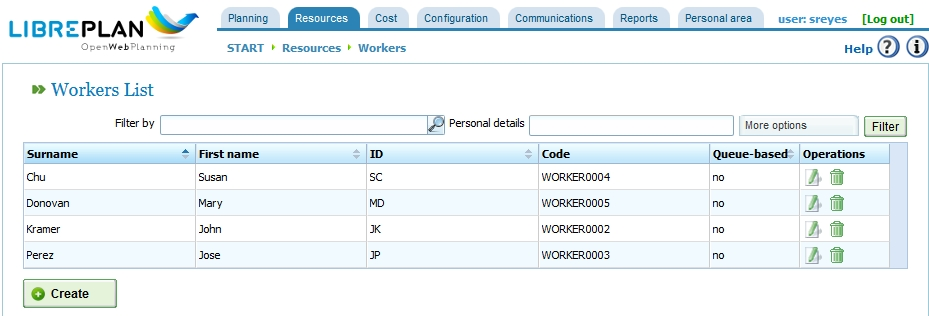 LIBREPLAN
OpenWebPlanning
Planning Resources Cost Configuration Communications Reports Personal area user: sreyes [Log out]
START Resources Workers Help ? i
Workers List
Filter by Personal details More options Filter
Surname First name ID Code Queue-based Operations
Chu Susan SC WORKER0004 no
Donovan Mary MD WORKER0005 no
Kramer John JK WORKER0002 no
Perez Jose JP WORKER0003 no
Create